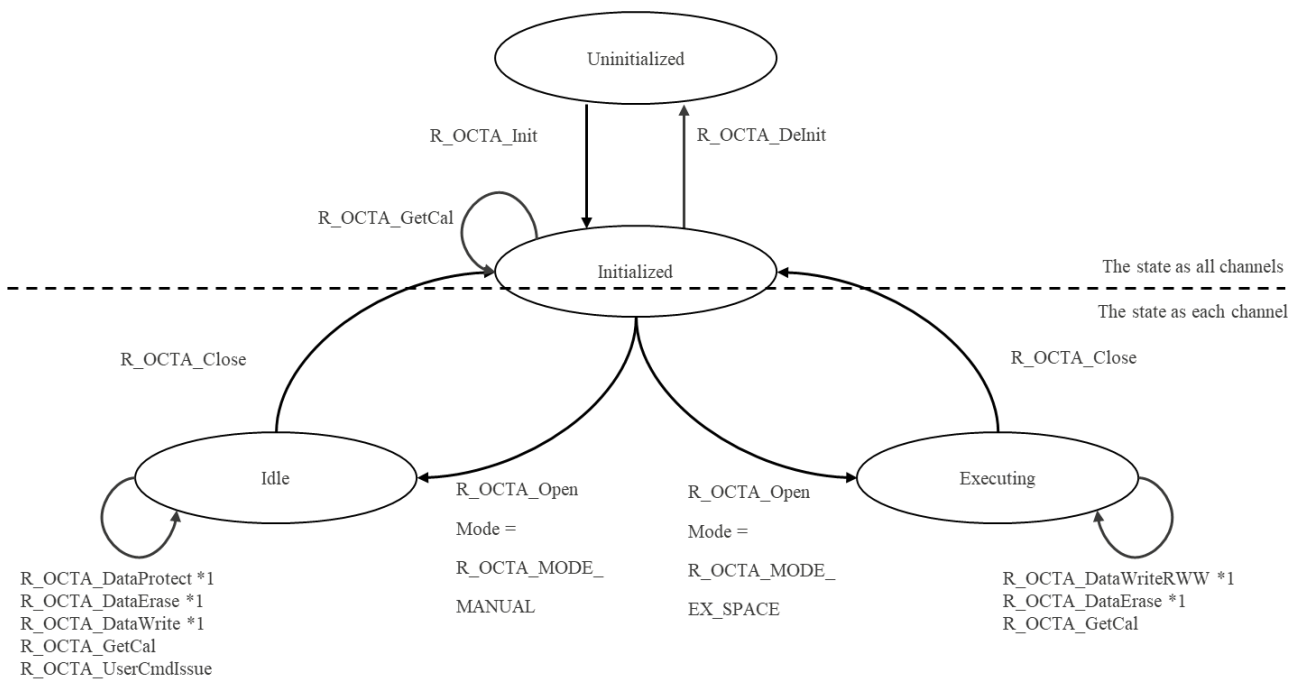 Uninitialized
R_OCTA_Init
R_OCTA_DeInit
R_OCTA_GetCal
Initialized
The state as all channels
The state as each channel
R_OCTA_Close
R_OCTA_Close
Idle
Executing
R_OCTA_Open
Mode =
R_OCTA_MODE_
MANUAL
R_OCTA_Open
Mode =
R_OCTA_MODE_
EX_SPACE
R_OCTA_DataProtect *1
R_OCTA_DataErase *1
R_OCTA_DataWrite *1
R_OCTA_GetCal
R_OCTA_UserCmdIssue
R_OCTA_DataWriteRWW *1
R_OCTA_DataErase *1
R_OCTA_GetCal